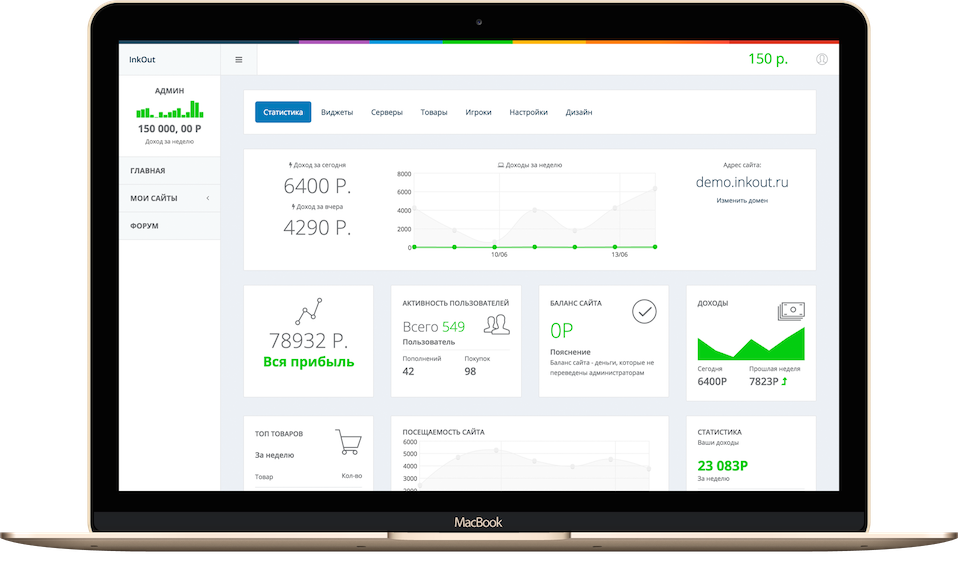 InkOut
150 р.
АДМИН
150 000, 00 Р
Доход за неделю
ГЛАВНАЯ
МОИ САЙТЫ
ФОРУМ
Статистика Виджеты Серверы Товары Игроки Настройки Дизайн
Доход за сегодня
6400 Р.
Доход за вчера
4290 Р.
Доходы за неделю
8000
6000
4000
2000
0
10/06 13/06
Адрес сайта:
demo.inkout.ru
Изменить домен
78932 Р.
Вся прибыль
АКТИВНОСТЬ ПОЛЬЗОВАТЕЛЕЙ
Всего 549
Пользователь
Пополнений Покупок
42 98
БАЛАНС САЙТА
0Р
Пояснение
Баланс сайта - деньги, которые не
переведены администраторам
ДОХОДЫ
Сегодня Прошлая неделя
6400Р 7823Р
ТОП ТОВАРОВ
За неделю
Товар Кол-во
ПОСЕЩАЕМОСТЬ САЙТА
6000
5000
4000
3000
2000
СТАТИСТИКА
Ваши доходы
23 083Р
За неделю
MacBook